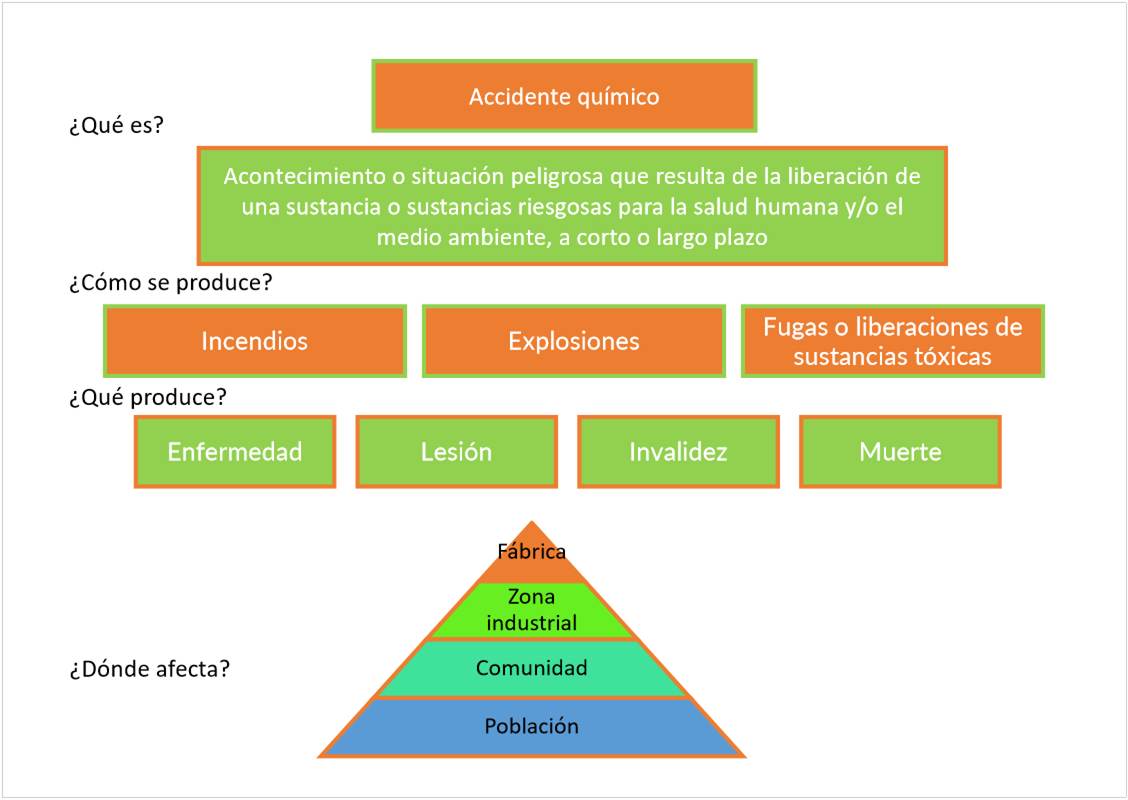 Accidente químico
¿Qué es?
Acontecimiento o situación peligrosa que resulta de la liberación de
una sustancia o sustancias riesgosas para la salud humana y/o el
medio ambiente, a corto o largo plazo
¿Cómo se produce?
Incendios
Explosiones
Fugas o liberaciones de
sustancias tóxicas
¿Qué produce?
Enfermedad
Lesión
Invalidez
Muerte
Fábrica
Zona
industrial
¿Dónde afecta?
Comunidad
Población